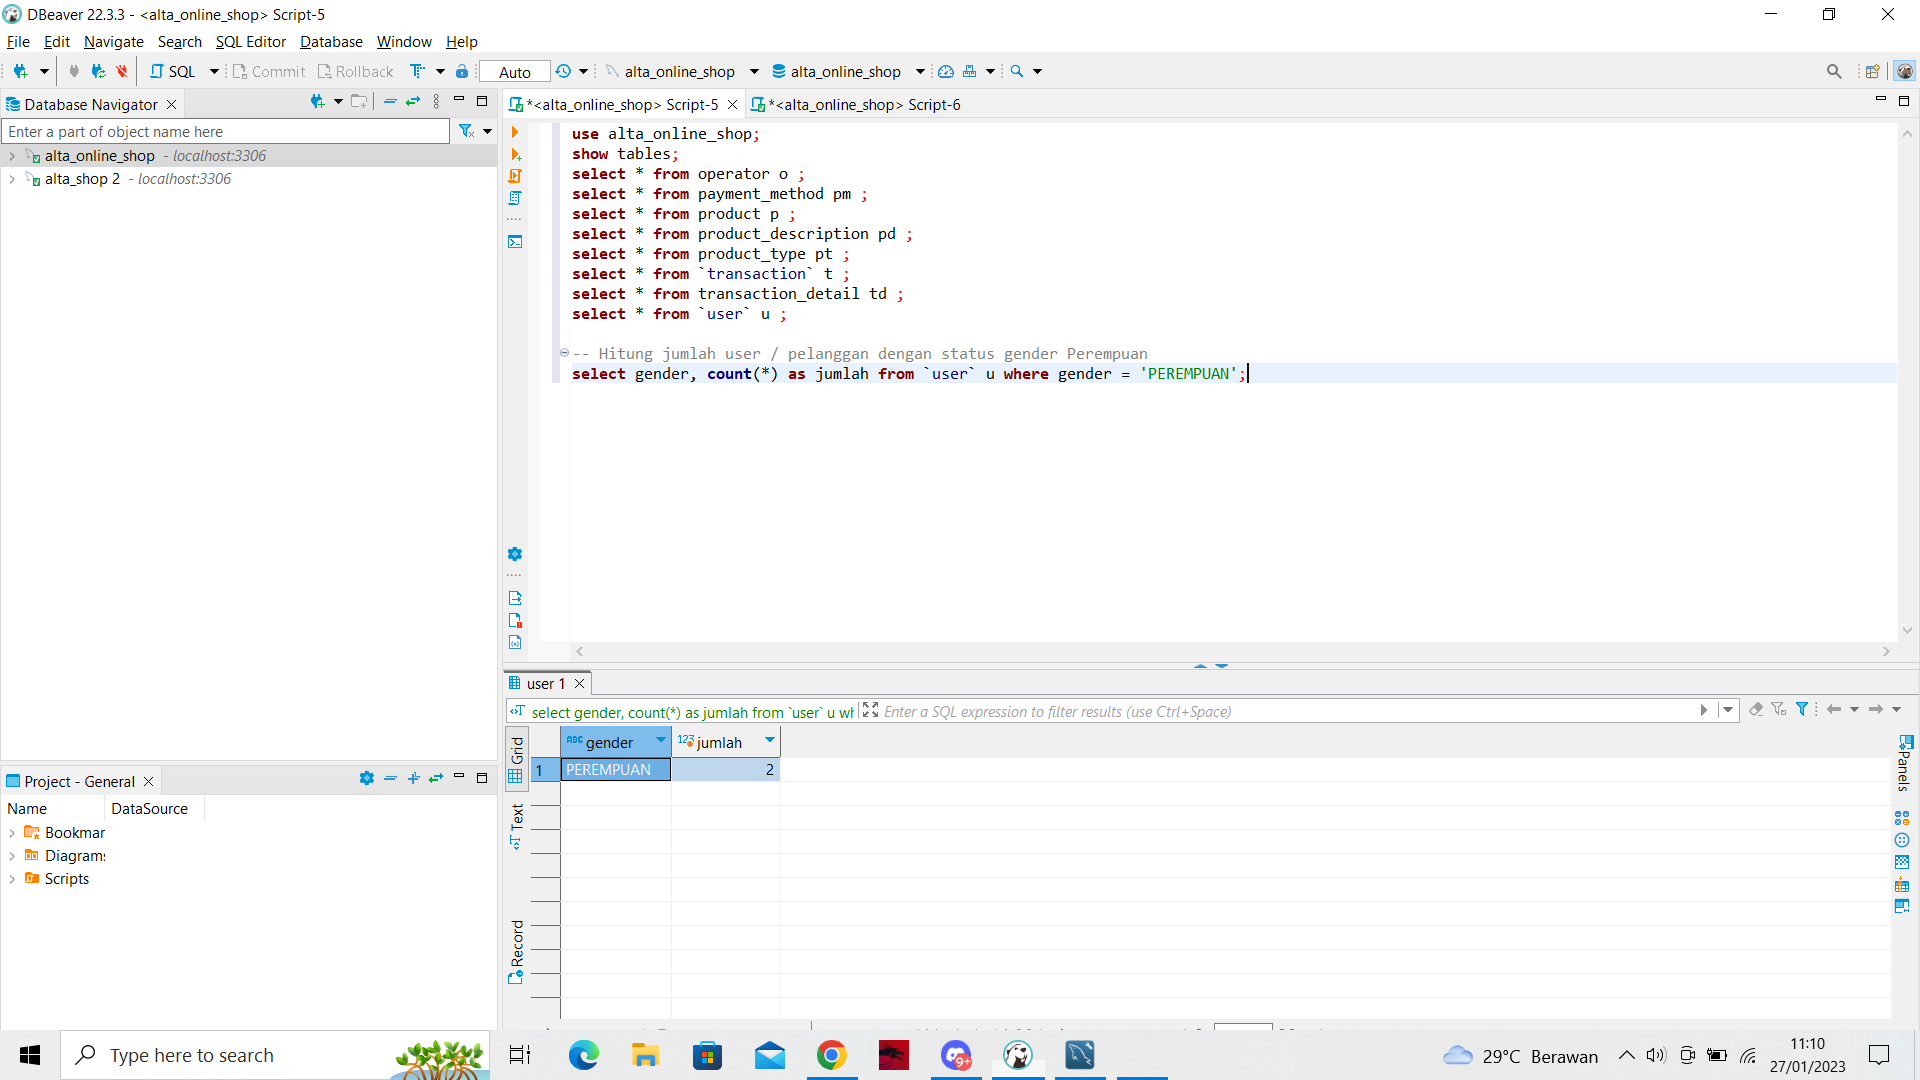 DBeaver 22.3.3 - <alta_online_shop> Script-5
File Edit Navigate Search SQL Editor Database Window Help
SQL Commit Rollback Auto alta_online_shop alta_online_shop
Database Navigator
Enter a part of object name here
alta_online_shop - localhost:3306
alta_shop 2 - localhost:3306
*<alta_online_shop> Script-5 *<alta_online_shop> Script-6
use alta_online_shop;
show tables;
select * from operator o ;
select * from payment_method pm ;
select * from product p ;
select * from product_description pd ;
select * from product_type pt ;
select * from `transaction` t ;
select * from transaction_detail td ;
select * from `user` u ;
-- Hitung jumlah user / pelanggan dengan status gender Perempuan
select gender, count(*) as jumlah from `user` u where gender = 'PEREMPUAN';
user 1
select gender, count(*) as jumlah from `user` u wh Enter a SQL expression to filter results (use Ctrl+Space)
Grid
Text
Record
ABC gender 123 jumlah
1 PEREMPUAN 2
Panels
Project - General
Name DataSource
Bookmar
Diagrams
Scripts
Type here to search
9+
29°C Berawan
11:10
27/01/2023